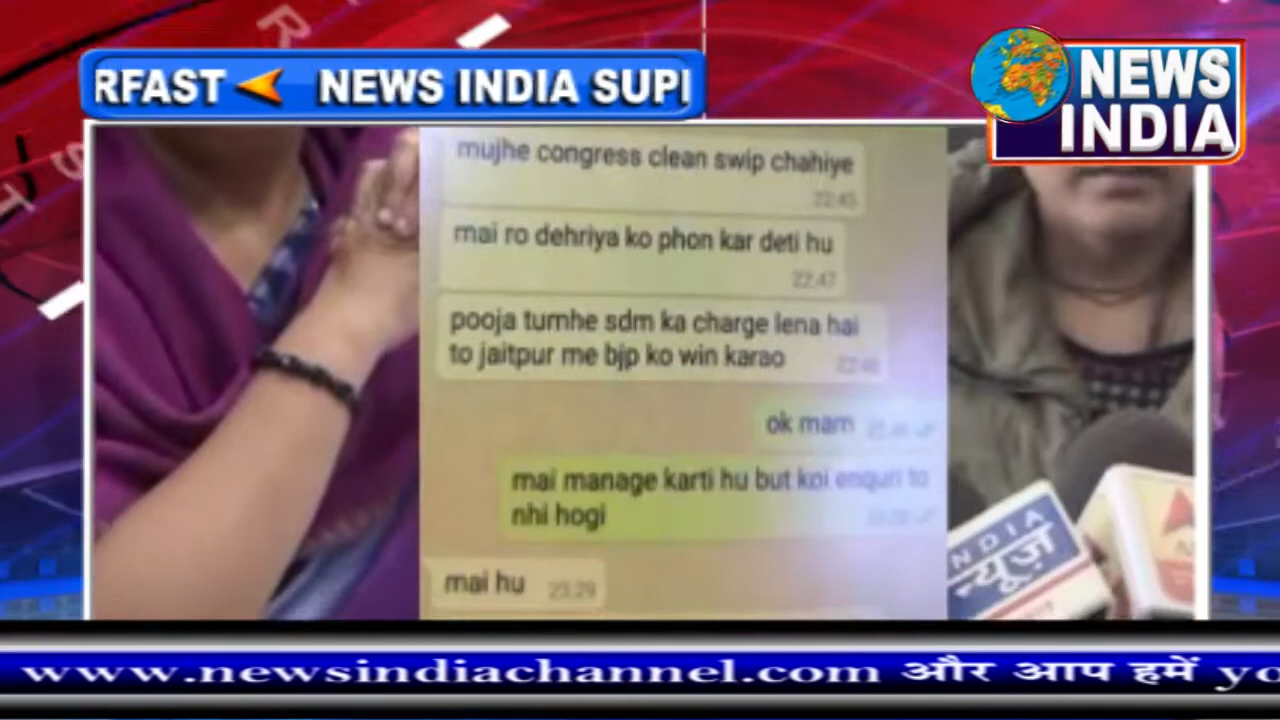 RFAST NEWS INDIA SUP
NEWS
INDIA
mujhe congress clean swip chahiye
22:45
mai ro dehriya ko phon kar deti hu
22:47
pooja tumhe sdm ka charge lena hai
to jaitpur me bjp ko win karao
ok mam
mai manage karti hu but koi enquri to
nhi hogi
mai hu 23:29
INDIA
न्यूज़
www.newsindiachannel.com और आप हमें yo